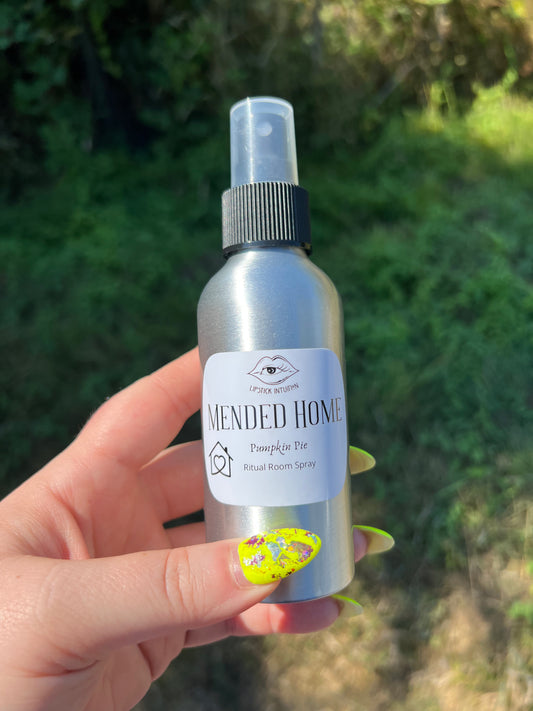 LIPSTICK INTUITION
MENDED HOME
Pumpkin Pie
Ritual Room Spray